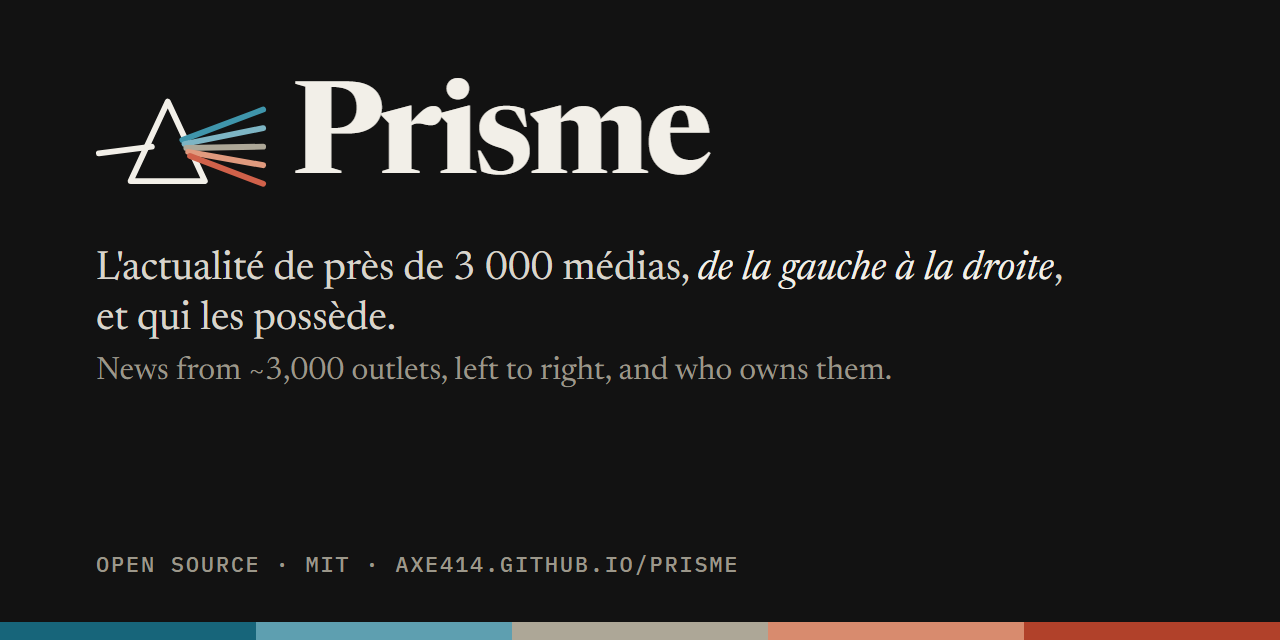 Prisme
L'actualité de près de 3 000 médias, de la gauche à la droite,
et qui les possède.
News from ~3,000 outlets, left to right, and who owns them.
OPEN SOURCE · MIT · AXE414.GITHUB.IO/PRISME